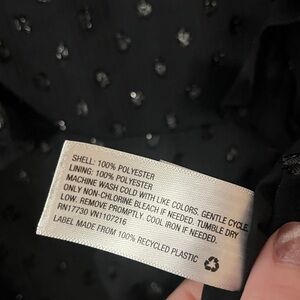 SHELL: 100% POLYESTER
LINING: 100% POLYESTER
MACHINE WASH COLD WITH LIKE COLORS. GENTLE CYCLE.
ONLY NON-CHLORINE BLEACH IF NEEDED. TUMBLE DRY
LOW. REMOVE PROMPTLY. COOL IRON IF NEEDED.
RN17730 VN1107216
LABEL MADE FROM 100% RECYCLED PLASTIC